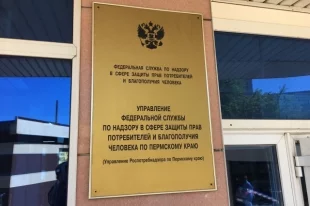 ФЕДЕРАЛЬНАЯ СЛУЖБА ПО НАДЗОРУ
В СФЕРЕ ЗАЩИТЫ ПРАВ ПОТРЕБИТЕЛЕЙ
И БЛАГОПОЛУЧИЯ ЧЕЛОВЕКА
УПРАВЛЕНИЕ
ФЕДЕРАЛЬНОЙ СЛУЖБЫ
ПО НАДЗОРУ В СФЕРЕ ЗАЩИТЫ ПРАВ
ПОТРЕБИТЕЛЕЙ И БЛАГОПОЛУЧИЯ
ЧЕЛОВЕКА ПО ПЕРМСКОМУ КРАЮ
(Управление Роспотребнадзора по Пермскому краю)